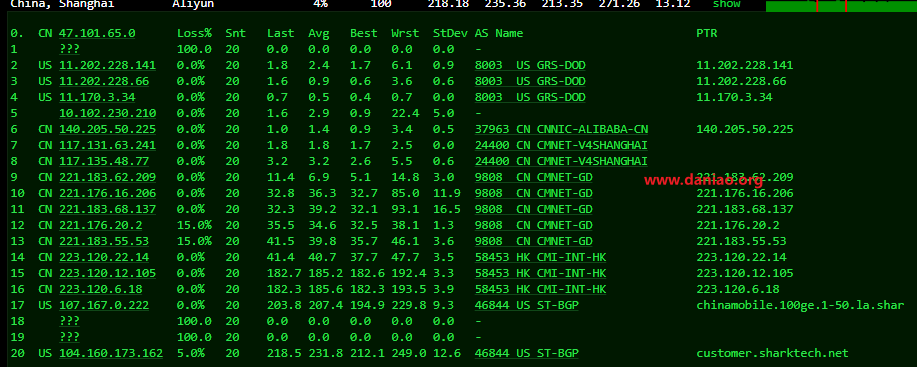 China, Shanghai Aliyun 4% 100 218.18 235.36 213.35 271.26 13.12 show
0. CN 47.101.65.0 Loss% Snt Last Avg Best Wrst StDev AS Name PTR
1 ??? 100.0 20 0.0 0.0 0.0 0.0 0.0 -
2 US 11.202.228.141 0.0% 20 1.8 2.4 1.7 6.1 0.9 8003 US GRS-DOD 11.202.228.141
3 US 11.202.228.66 0.0% 20 1.6 0.9 0.6 3.6 0.6 8003 US GRS-DOD 11.202.228.66
4 US 11.170.3.34 0.0% 20 0.7 0.5 0.4 0.7 0.0 8003 US GRS-DOD 11.170.3.34
5 10.102.230.210 0.0% 20 1.6 2.9 0.9 22.4 5.0 -
6 CN 140.205.50.225 0.0% 20 1.0 1.4 0.9 3.4 0.5 37963 CN CNNIC-ALIBABA-CN 140.205.50.225
7 CN 117.131.63.241 0.0% 20 1.8 1.8 1.7 2.5 0.0 24400 CN CMNET-V4SHANGHAI
8 CN 117.135.48.77 0.0% 20 3.2 3.2 2.6 5.5 0.6 24400 CN CMNET-V4SHANGHAI
9 CN 221.183.62.209 0.0% 20 11.4 6.9 5.1 14.8 3.0 9808 CN CMNET-GD 221.183.62.209
www.daniao.org
10 CN 221.176.16.206 0.0% 20 32.8 36.3 32.7 85.0 11.9 9808 CN CMNET-GD 221.176.16.206
11 CN 221.183.68.137 0.0% 20 32.3 39.2 32.1 93.1 16.5 9808 CN CMNET-GD 221.183.68.137
12 CN 221.176.20.2 15.0% 20 35.5 34.6 32.5 38.1 1.3 9808 CN CMNET-GD 221.176.20.2
13 CN 221.183.55.53 15.0% 20 41.5 39.8 35.7 46.1 3.6 9808 CN CMNET-GD 221.183.55.53
14 CN 223.120.22.14 0.0% 20 41.4 40.7 37.7 47.7 3.5 58453 HK CMI-INT-HK 223.120.22.14
15 CN 223.120.12.105 0.0% 20 182.7 185.2 182.6 192.4 3.3 58453 HK CMI-INT-HK 223.120.12.105
16 CN 223.120.6.18 0.0% 20 182.3 185.6 182.3 193.5 3.9 58453 HK CMI-INT-HK 223.120.6.18
17 US 107.167.0.222 0.0% 20 203.8 207.4 194.9 229.8 9.3 46844 US ST-BGP chinamobile.100ge.1-50.la.shar
18 ??? 100.0 20 0.0 0.0 0.0 0.0 0.0 -
19 ??? 100.0 20 0.0 0.0 0.0 0.0 0.0 -
20 US 104.160.173.162 5.0% 20 218.5 231.8 212.1 249.0 12.6 46844 US ST-BGP customer.sharktech.net